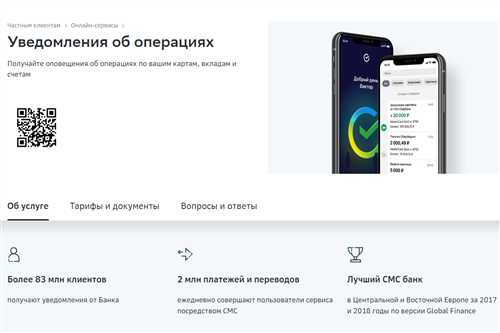 Частным клиентам › Онлайн-сервисы ›
Уведомления об операциях
Получайте оповещения об операциях по вашим картам, вкладам и
счетам
Добрый день
Виктор
+ 20 000 ₽
2 000,49 ₽
5 000 ₽
Об услуге
Тарифы и документы
Вопросы и ответы
Более 83 млн клиентов
получают уведомления от Банка
2 млн платежей и переводов
ежедневно совершают пользователи сервиса
посредством СМС
Лучший СМС банк
в Центральной и Восточной Европе за 2017
и 2018 годы по версии Global Finance